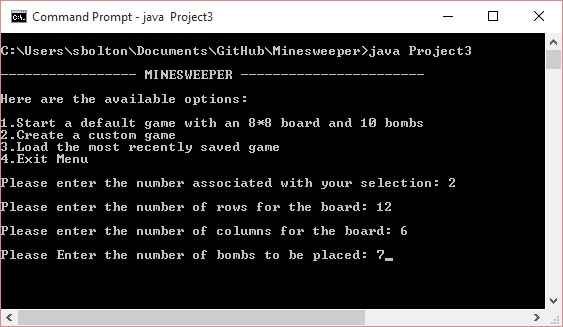 Command Prompt - java  Project3
C:\Users\sbolton\Documents\GitHub\Minesweeper>java Project3
----------------- MINESWEEPER -----------------------
Here are the available options:
1.Start a default game with an 8*8 board and 10 bombs
2.Create a custom game
3.Load the most recently saved game
4.Exit Menu
Please enter the number associated with your selection: 2
Please enter the number of rows for the board: 12
Please enter the number of columns for the board: 6
Please Enter the number of bombs to be placed: 7_